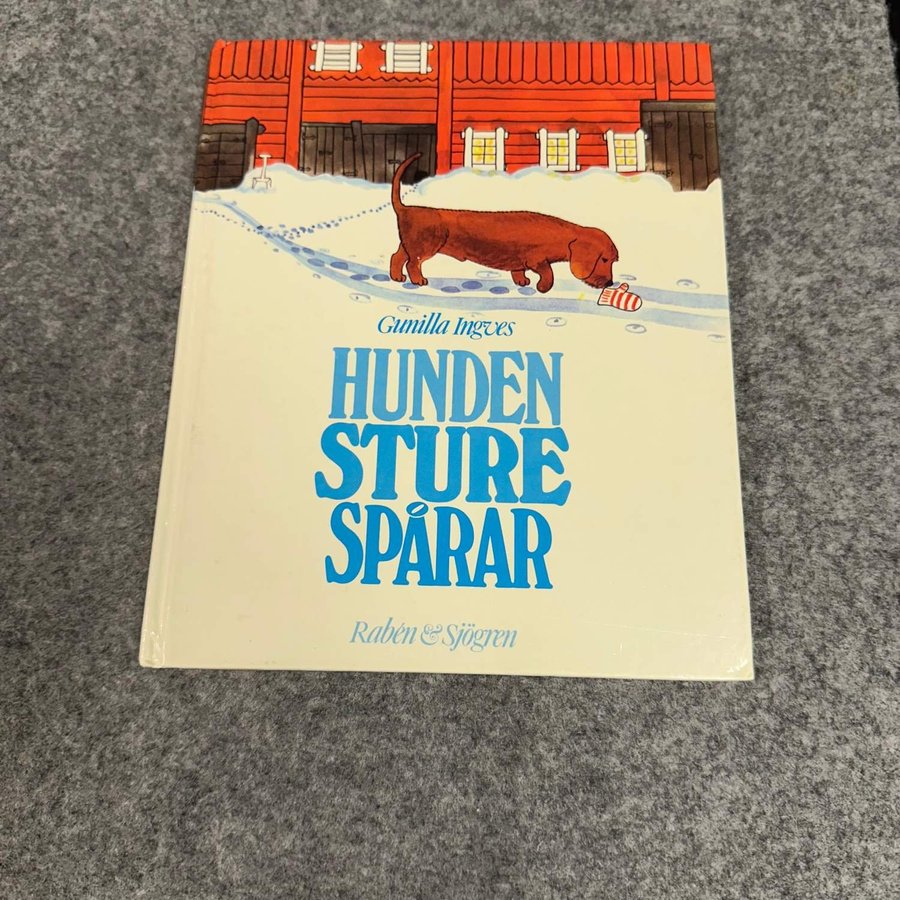 Gunilla Ingves
HUNDEN
STURE
SPÅRAR
Rabén & Sjögren